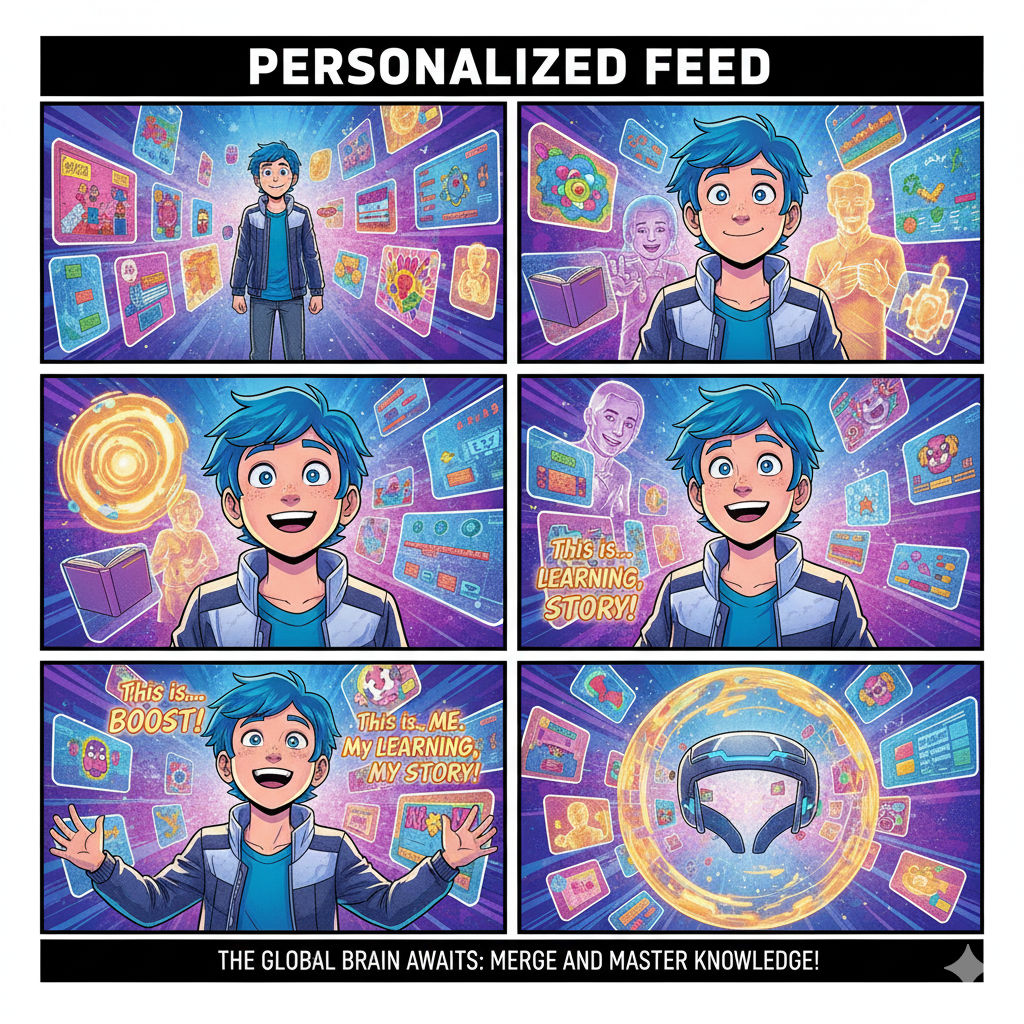 PERSONALIZED FEED
This is...
LEARNING,
STORY!
This is...
BOOST!
This is... ME.
My LEARNING,
MY STORY!
THE GLOBAL BRAIN AWAITS: MERGE AND MASTER KNOWLEDGE!